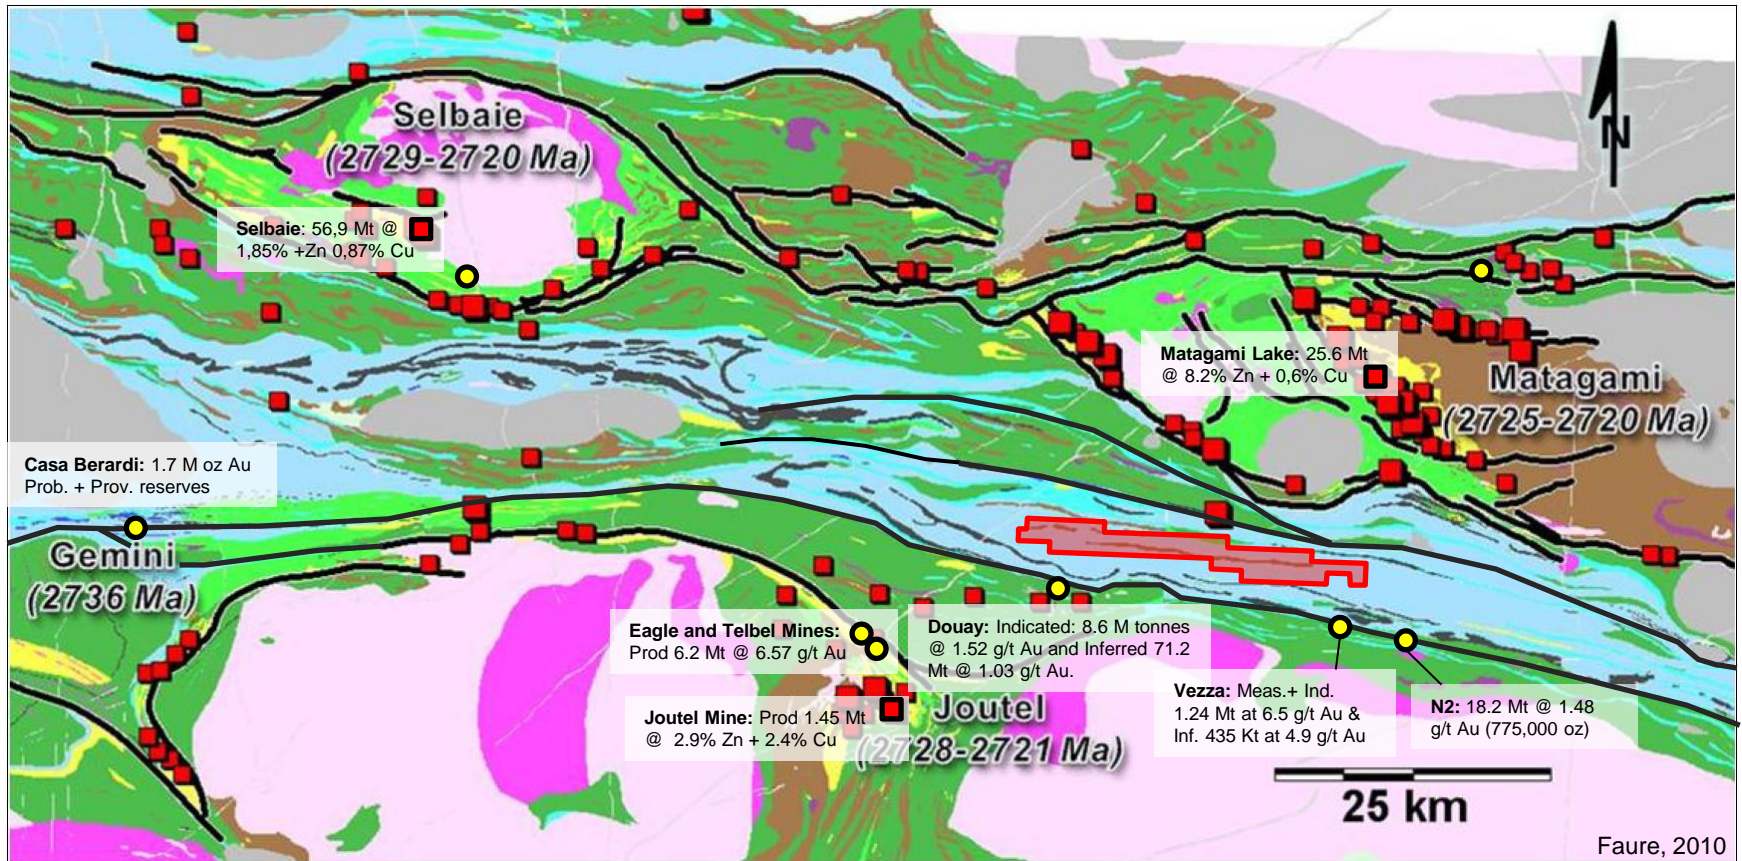 Selbaie
(2729-2720 Ma)
N
Selbaie: 56,9 Mt @
1,85% +Zn 0,87% Cu
Matagami Lake: 25.6 Mt
@ 8.2% Zn + 0,6% Cu
Matagami
(2725-2720 Ma)
Casa Berardi: 1.7 M oz Au
Prob. + Prov. reserves
Gemini
(2736 Ma)
Eagle and Telbel Mines:
Prod 6.2 Mt @ 6.57 g/t Au
Douay: Indicated: 8.6 M tonnes
@ 1.52 g/t Au and Inferred 71.2
Mt @ 1.03 g/t Au.
Joutel Mine: Prod 1.45 Mt
@ 2.9% Zn + 2.4% Cu
Joutel
(2728-2721 Ma)
Vezza: Meas.+ Ind.
1.24 Mt at 6.5 g/t Au &
Inf. 435 Kt at 4.9 g/t Au
N2: 18.2 Mt @ 1.48
g/t Au (775,000 oz)
25 km
Faure, 2010